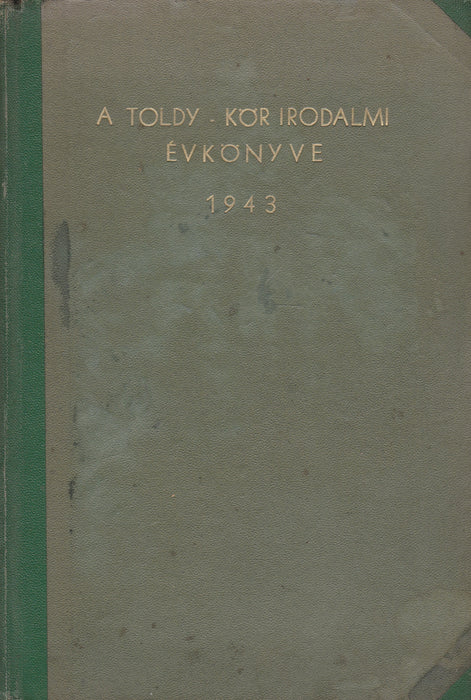 A TOLDY - KÖR IRODALMI
ÉVKÖNYVE
1943